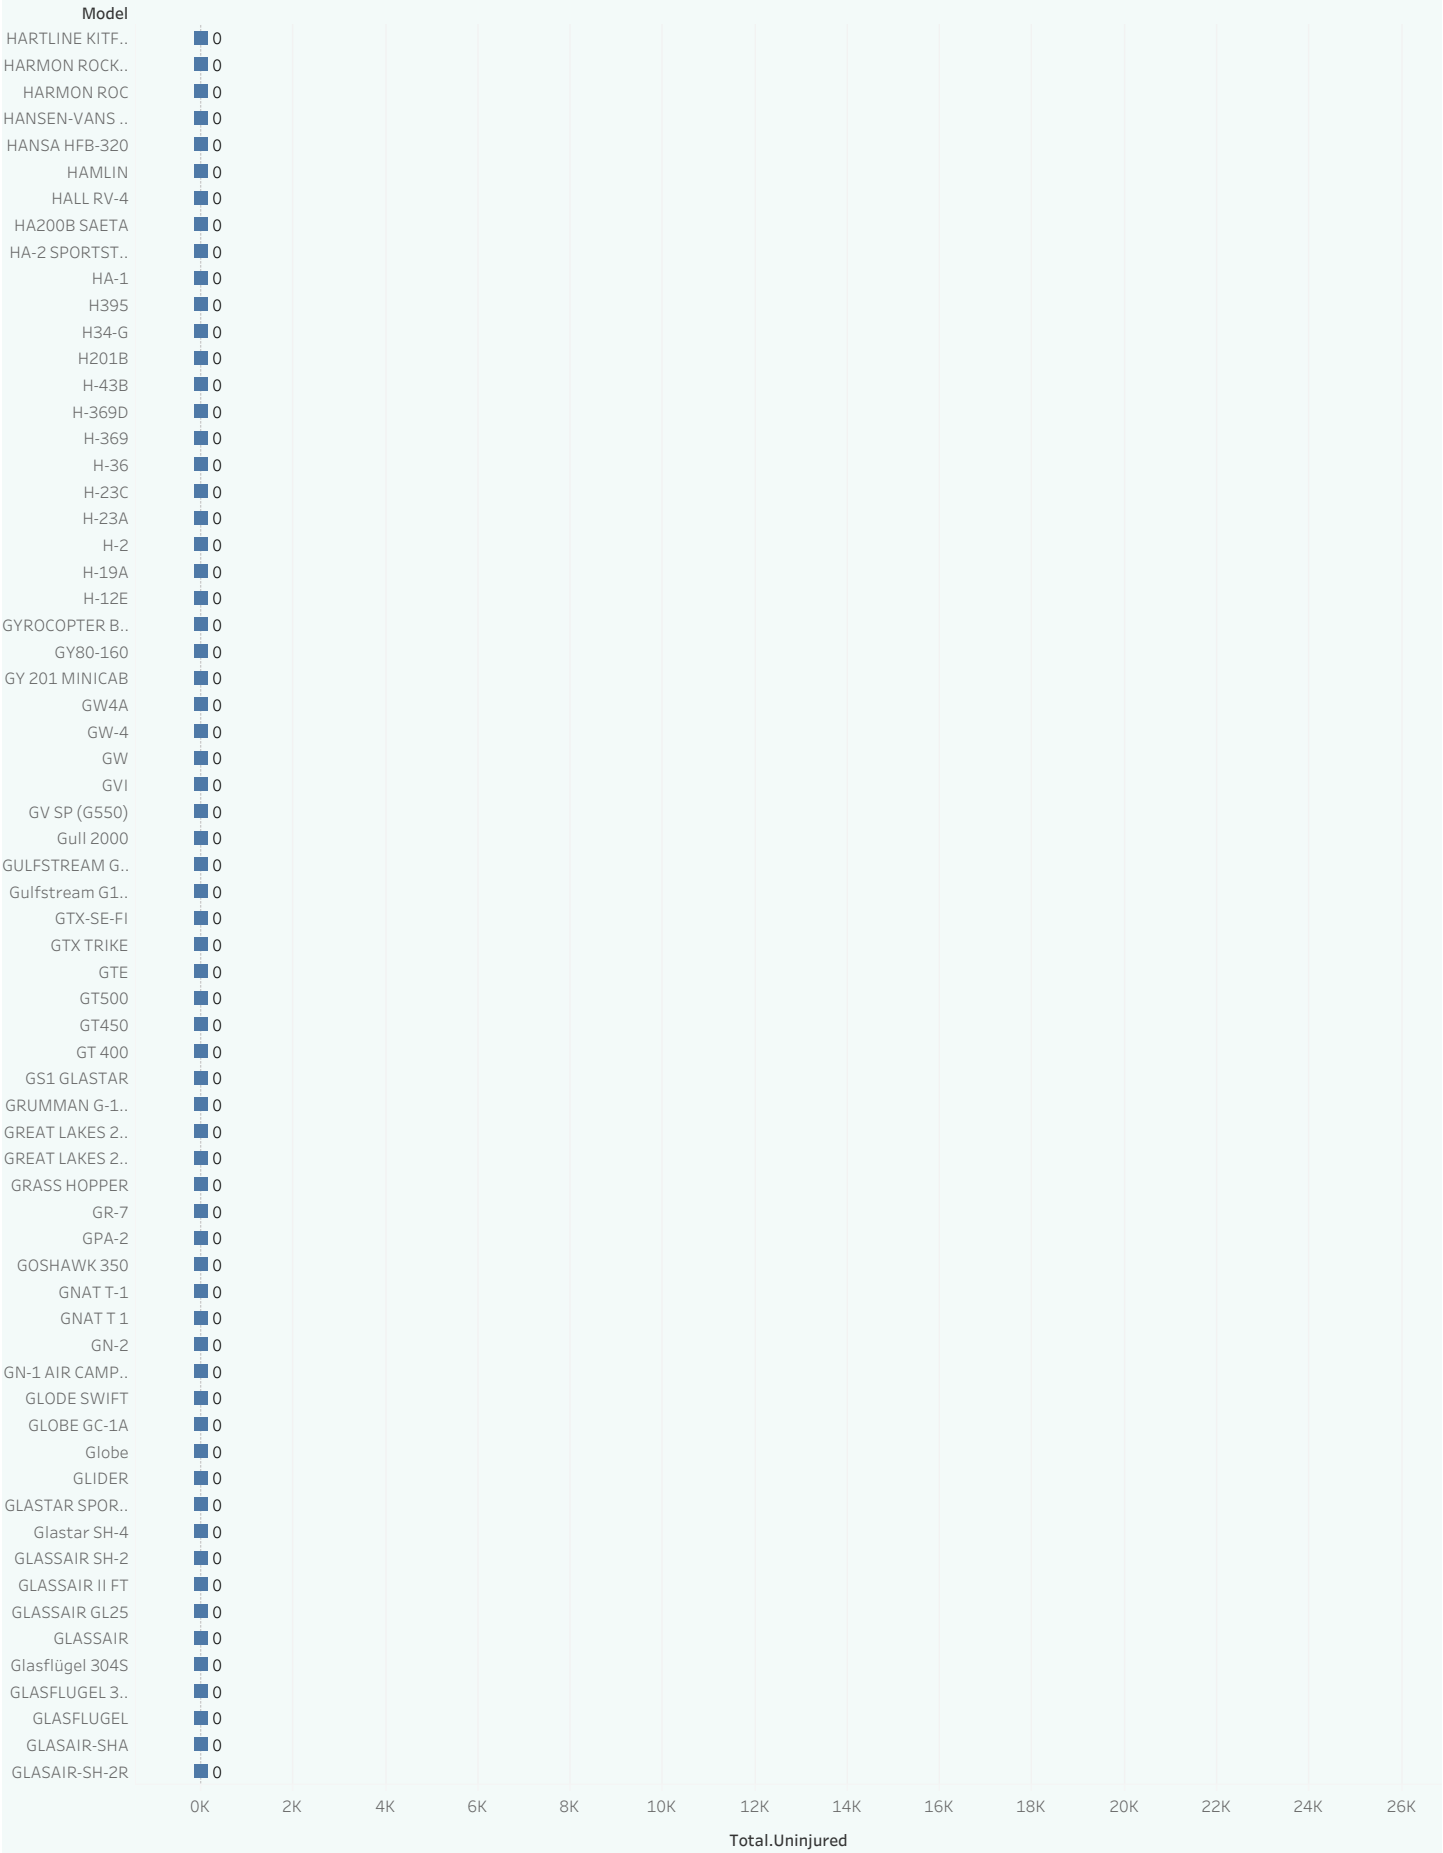 Model
HARTLINE KITF.. 0
HARMON ROCK.. 0
HARMON ROC 0
HANSEN-VANS .. 0
HANSA HFB-320 0
HAMLIN 0
HALL RV-4 0
HA200B SAETA 0
HA-2 SPORTST.. 0
HA-1 0
H395 0
H34-G 0
H201B 0
H-43B 0
H-369D 0
H-369 0
H-36 0
H-23C 0
H-23A 0
H-2 0
H-19A 0
H-12E 0
GYROCOPTER B.. 0
GY80-160 0
GY 201 MINICAB 0
GW4A 0
GW-4 0
GW 0
GVI 0
GV SP (G550) 0
Gull 2000 0
GULFSTREAM G.. 0
Gulfstream G1.. 0
GTX-SE-FI 0
GTX TRIKE 0
GTE 0
GT500 0
GT450 0
GT 400 0
GS1 GLASTAR 0
GRUMMAN G-1.. 0
GREAT LAKES 2.. 0
GREAT LAKES 2.. 0
GRASS HOPPER 0
GR-7 0
GPA-2 0
GOSHAWK 350 0
GNAT T-1 0
GNAT T 1 0
GN-2 0
GN-1 AIR CAMP.. 0
GLODE SWIFT 0
GLOBE GC-1A 0
Globe 0
GLIDER 0
GLASTAR SPOR.. 0
Glastar SH-4 0
GLASSAIR SH-2 0
GLASSAIR II FT 0
GLASSAIR GL25 0
GLASSAIR 0
Glasflügel 304S 0
GLASFLUGEL 3.. 0
GLASFLUGEL 0
GLASAIR-SHA 0
GLASAIR-SH-2R 0
0K 2K 4K 6K 8K 10K 12K 14K 16K 18K 20K 22K 24K 26K
Total.Uninjured